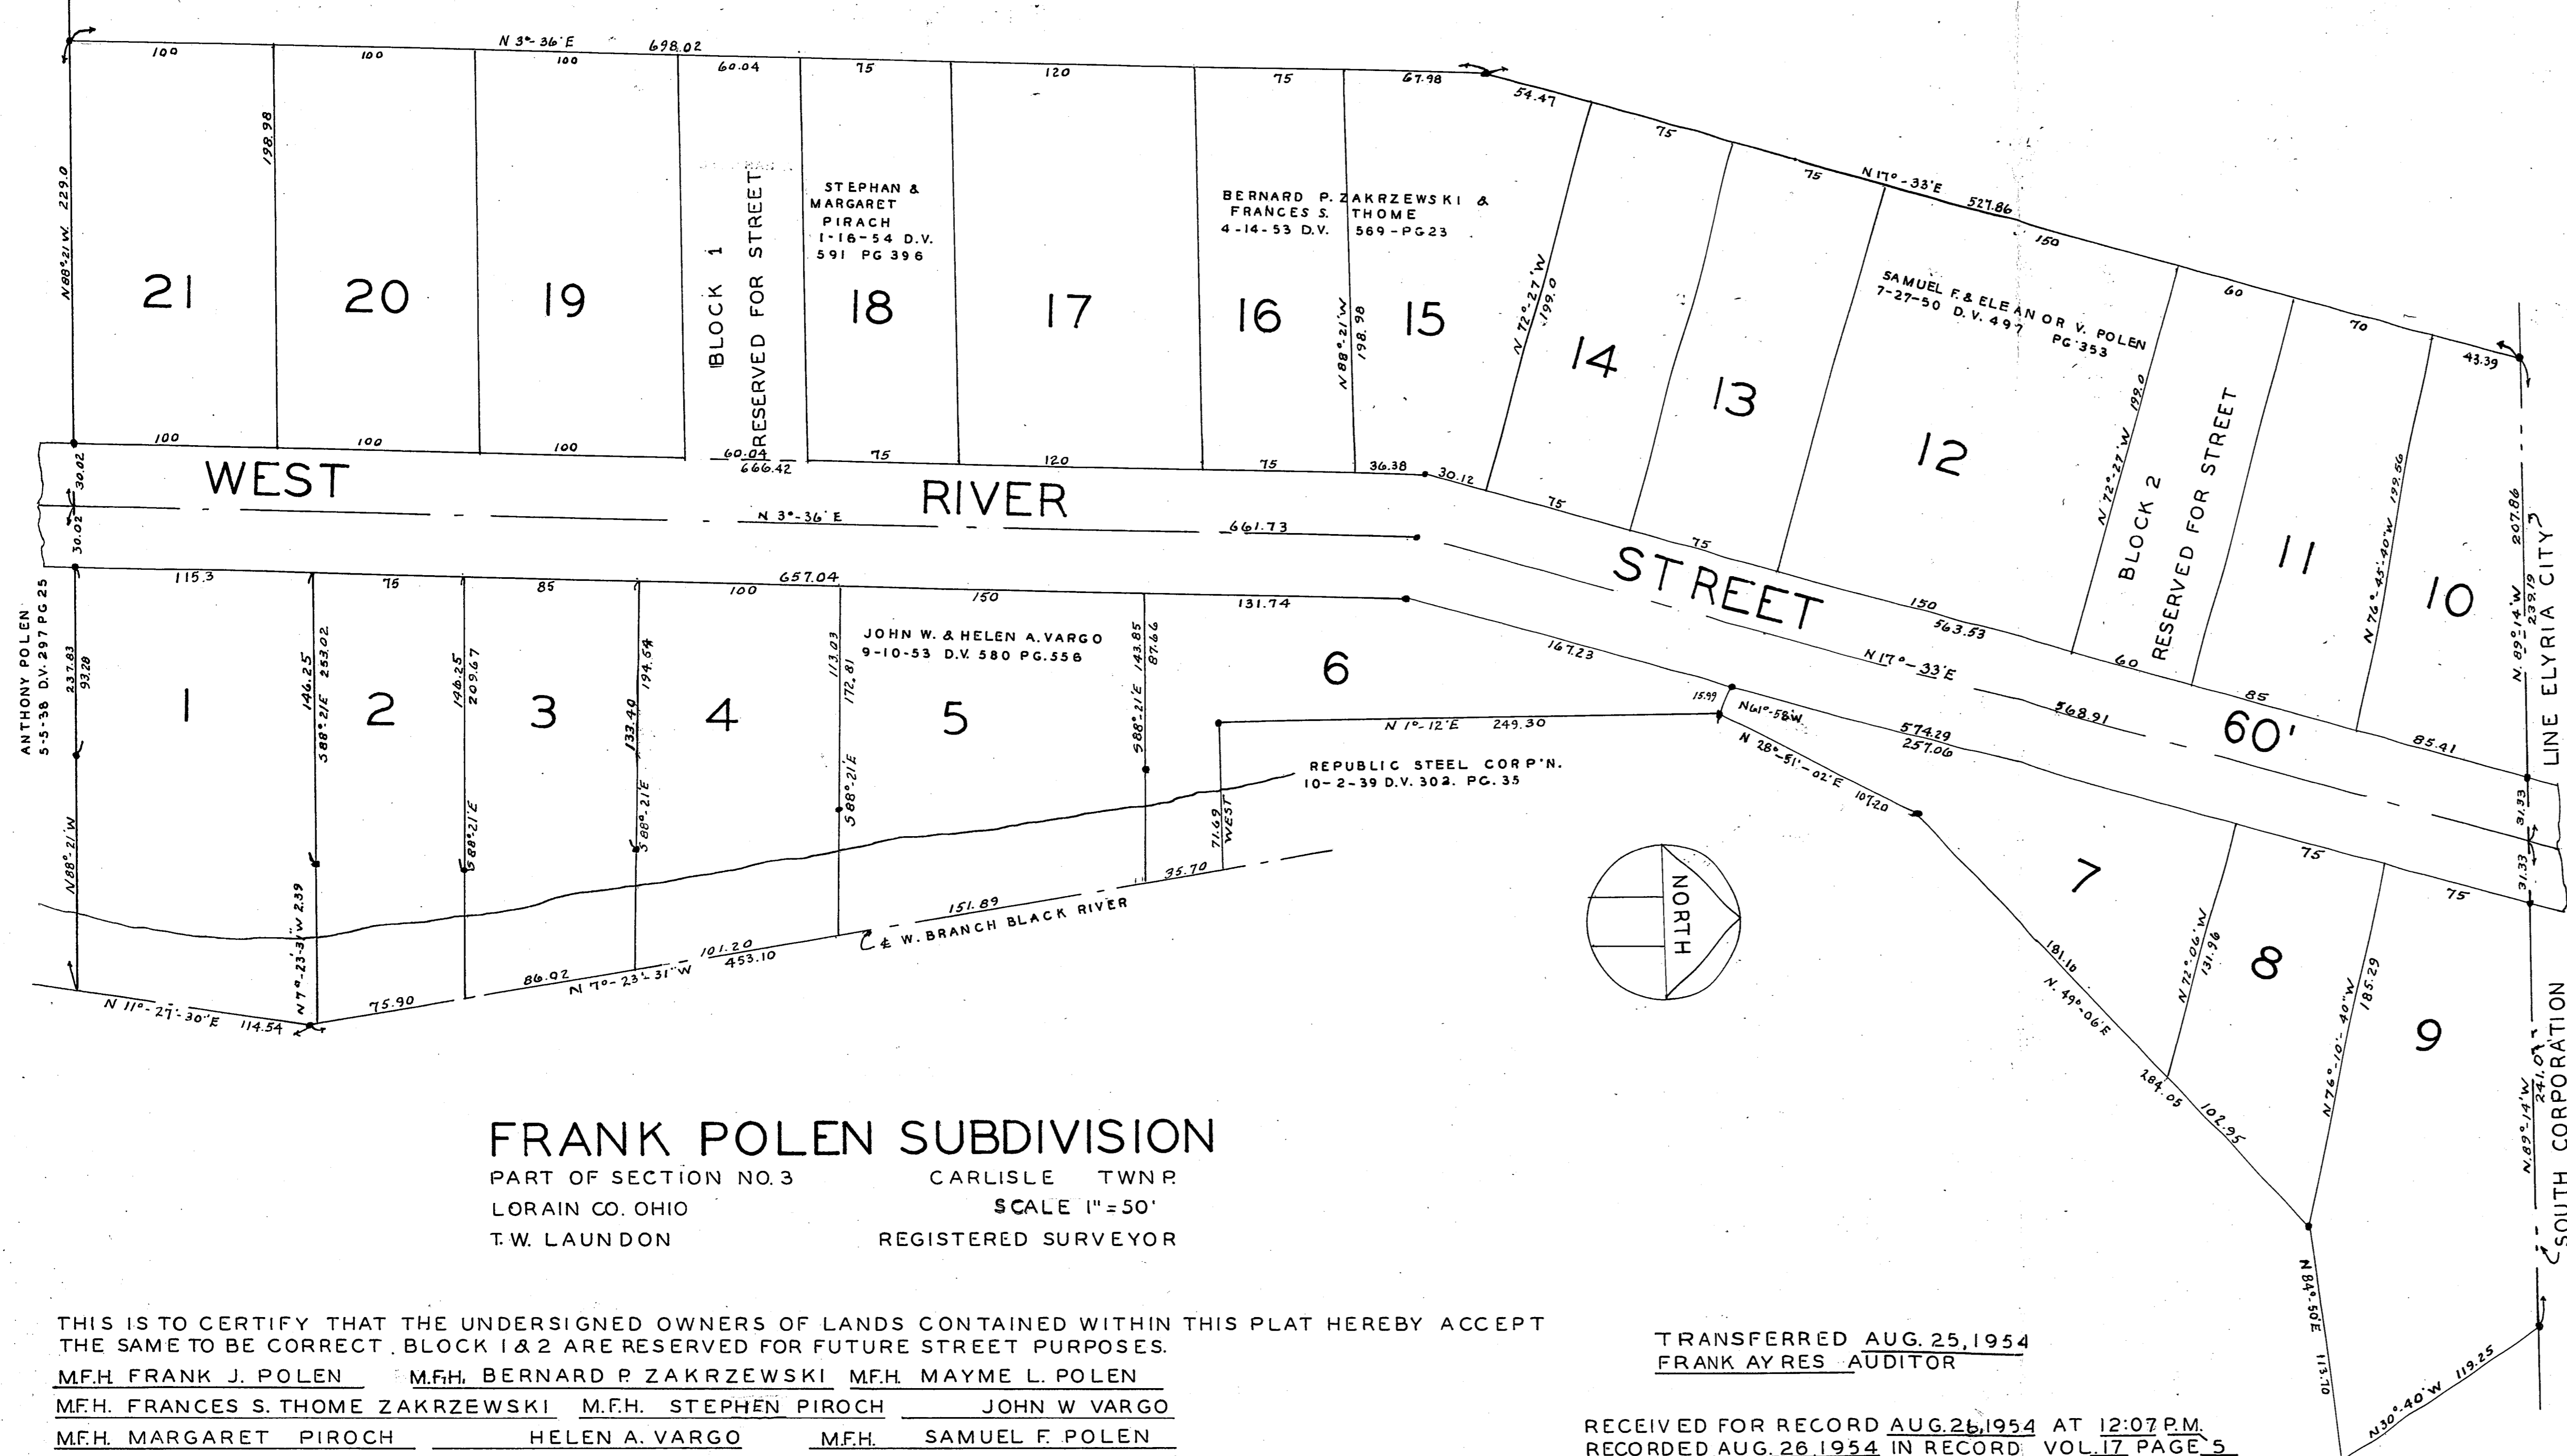 N 3°-36'E 698.02
100 100 100 60.04 75 120 75 67.98
54.47 75 75 N 17°-33'E 527.86 150 60 70 43.39
N 88°-21'W 229.0
198.98
21
20
19
BLOCK 1
RESERVED FOR STREET
STEPHAN &
MARGARET
PIRACH
1-16-54 D.V.
591 PG 396
18
17
BERNARD P. ZAKRZEWSKI &
FRANCES S. THOME
4-14-53 D.V. 569-PG23
16
N 88°-21'W
198.98
15
N 72°-27'W
199.0
14
13
SAMUEL F. & ELEANOR V. POLEN
7-27-50 D.V. 497 PG 353
12
N 72°-27'W 199.0
BLOCK 2
RESERVED FOR STREET
11
N 76°-45'-40"W 199.56
10
N. 89°-14'W 207.86
239.19
LINE ELYRIA CITY
100 100 100 60.04 75 120 75 36.38
666.42
30.12 75 75 150 60 85 85.41
563.53
30.02
30.02
WEST RIVER STREET 60'
N 3°-36'E 661.73
N 17°-33'E 568.91
31.33
31.33
115.3 75 85 657.04
100 150 131.74
167.23
574.29
257.06
75 75
ANTHONY POLEN
5-5-38 D.V. 297 PG 25
237.83
93.28
N 88°-21'W
1
146.25
S 88°-21'E 253.02
2
146.25
209.67
S 88°-21'E
3
133.40
194.54
S 88°-21'E
4
113.03
172.81
S 88°-21'E
JOHN W. & HELEN A. VARGO
9-10-53 D.V. 580 PG. 556
5
S 88°-21'E 143.85
87.66
6
N 1°-12'E 249.30
15.99
N 61°-58'W
N 28°-51'-02"E 107.20
REPUBLIC STEEL CORP'N.
10-2-39 D.V. 302. PG. 35
71.69
WEST
NORTH
7
181.10
N. 49°-06'E
284.05
102.95
N 72°-06'W
131.96
8
N 76°-10'-40"W
185.29
9
N. 89°-14'W
241.07
SOUTH CORPORATION
N 84°-50'E 113.70
N 30°-40'W 119.25
N 11°-27'-30"E 114.54
N 7°-23'-31"W 2.39
75.90
86.02
N 7°-23'-31"W
101.20
453.10
151.89
35.70
℄ W. BRANCH BLACK RIVER
FRANK POLEN SUBDIVISION
PART OF SECTION NO. 3 CARLISLE TWNP.
LORAIN CO. OHIO SCALE 1" = 50'
T. W. LAUNDON REGISTERED SURVEYOR
THIS IS TO CERTIFY THAT THE UNDERSIGNED OWNERS OF LANDS CONTAINED WITHIN THIS PLAT HEREBY ACCEPT
THE SAME TO BE CORRECT. BLOCK 1 & 2 ARE RESERVED FOR FUTURE STREET PURPOSES.
M.F.H. FRANK J. POLEN M.F.H. BERNARD P. ZAKRZEWSKI M.F.H. MAYME L. POLEN
M.F.H. FRANCES S. THOME ZAKRZEWSKI M.F.H. STEPHEN PIROCH JOHN W VARGO
M.F.H. MARGARET PIROCH HELEN A. VARGO M.F.H. SAMUEL F. POLEN
TRANSFERRED AUG. 25, 1954
FRANK AYRES AUDITOR
RECEIVED FOR RECORD AUG. 26, 1954 AT 12:07 P.M.
RECORDED AUG. 26, 1954 IN RECORD VOL. 17 PAGE 5